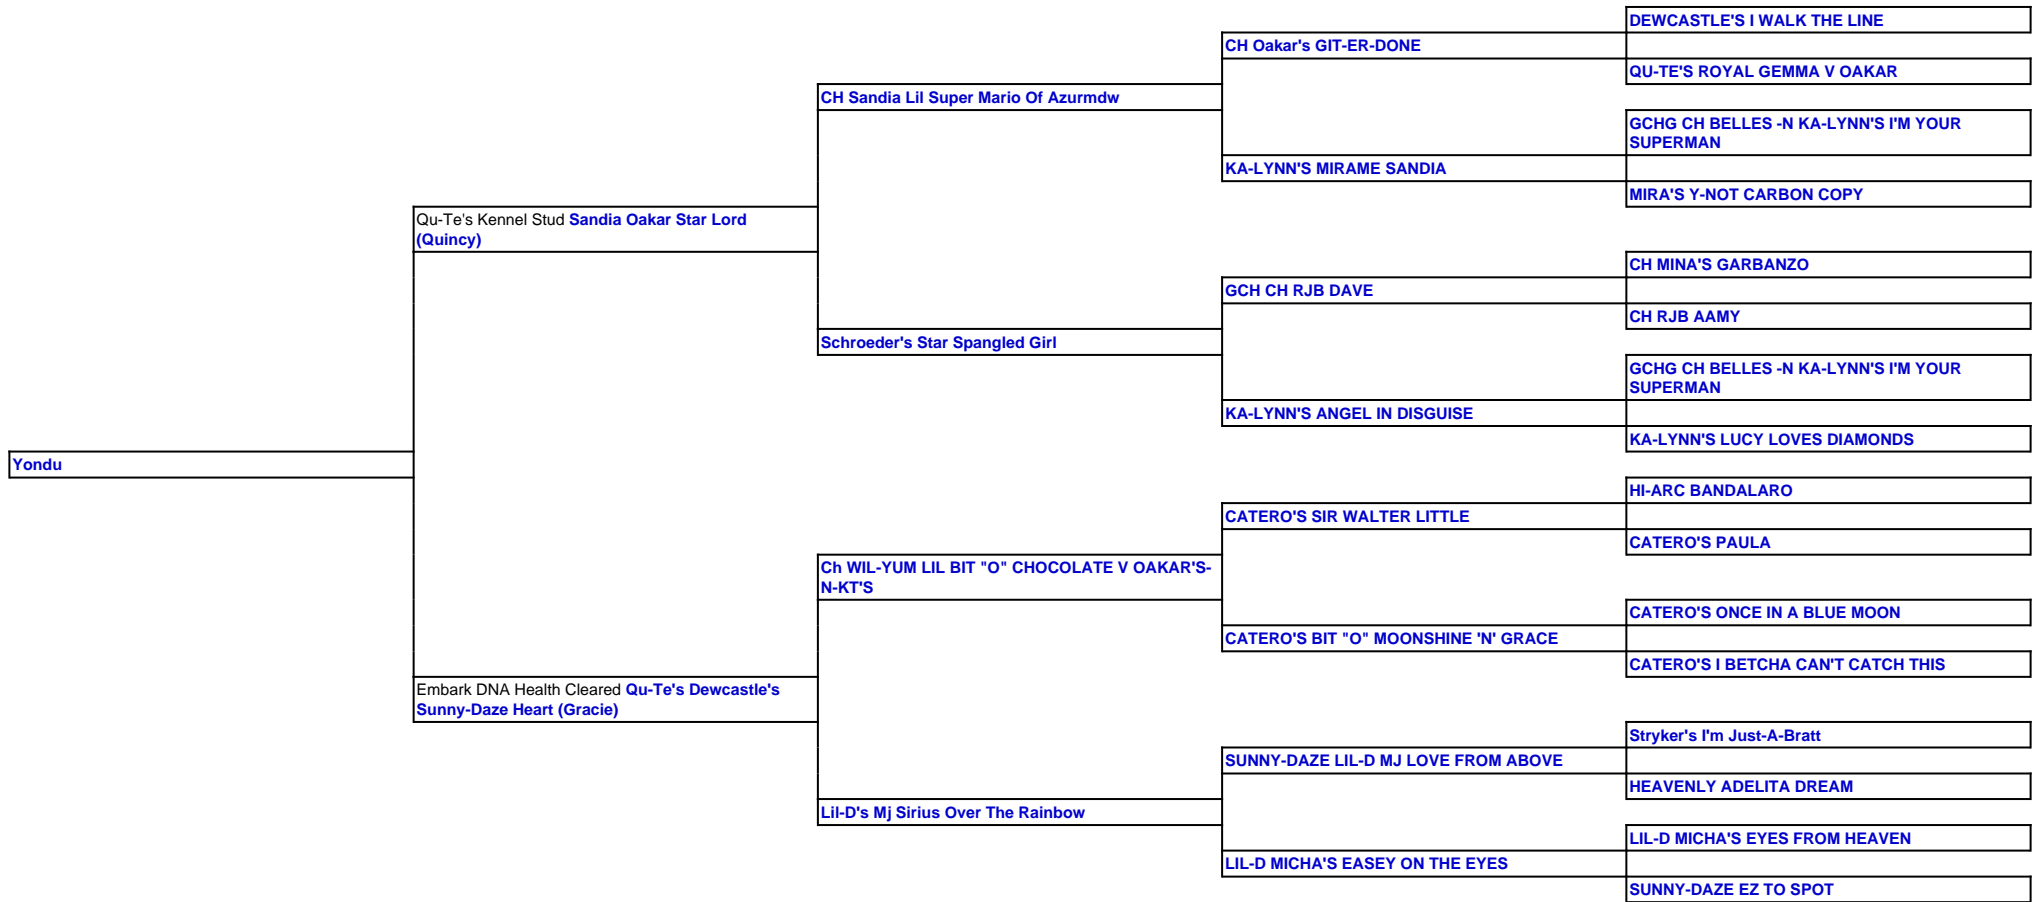 DEWCASTLE'S I WALK THE LINE
CH Oakar's GIT-ER-DONE
QU-TE'S ROYAL GEMMA V OAKAR
CH Sandia Lil Super Mario Of Azurmdw
GCHG CH BELLES -N KA-LYNN'S I'M YOUR
SUPERMAN
KA-LYNN'S MIRAME SANDIA
MIRA'S Y-NOT CARBON COPY
Qu-Te's Kennel Stud Sandia Oakar Star Lord
(Quincy)
CH MINA'S GARBANZO
GCH CH RJB DAVE
CH RJB AAMY
Schroeder's Star Spangled Girl
GCHG CH BELLES -N KA-LYNN'S I'M YOUR
SUPERMAN
KA-LYNN'S ANGEL IN DISGUISE
KA-LYNN'S LUCY LOVES DIAMONDS
Yondu
HI-ARC BANDALARO
CATERO'S SIR WALTER LITTLE
CATERO'S PAULA
Ch WIL-YUM LIL BIT "O" CHOCOLATE V OAKAR'S-
N-KT'S
CATERO'S ONCE IN A BLUE MOON
CATERO'S BIT "O" MOONSHINE 'N' GRACE
CATERO'S I BETCHA CAN'T CATCH THIS
Embark DNA Health Cleared Qu-Te's Dewcastle's
Sunny-Daze Heart (Gracie)
Stryker's I'm Just-A-Bratt
SUNNY-DAZE LIL-D MJ LOVE FROM ABOVE
HEAVENLY ADELITA DREAM
Lil-D's Mj Sirius Over The Rainbow
LIL-D MICHA'S EYES FROM HEAVEN
LIL-D MICHA'S EASEY ON THE EYES
SUNNY-DAZE EZ TO SPOT